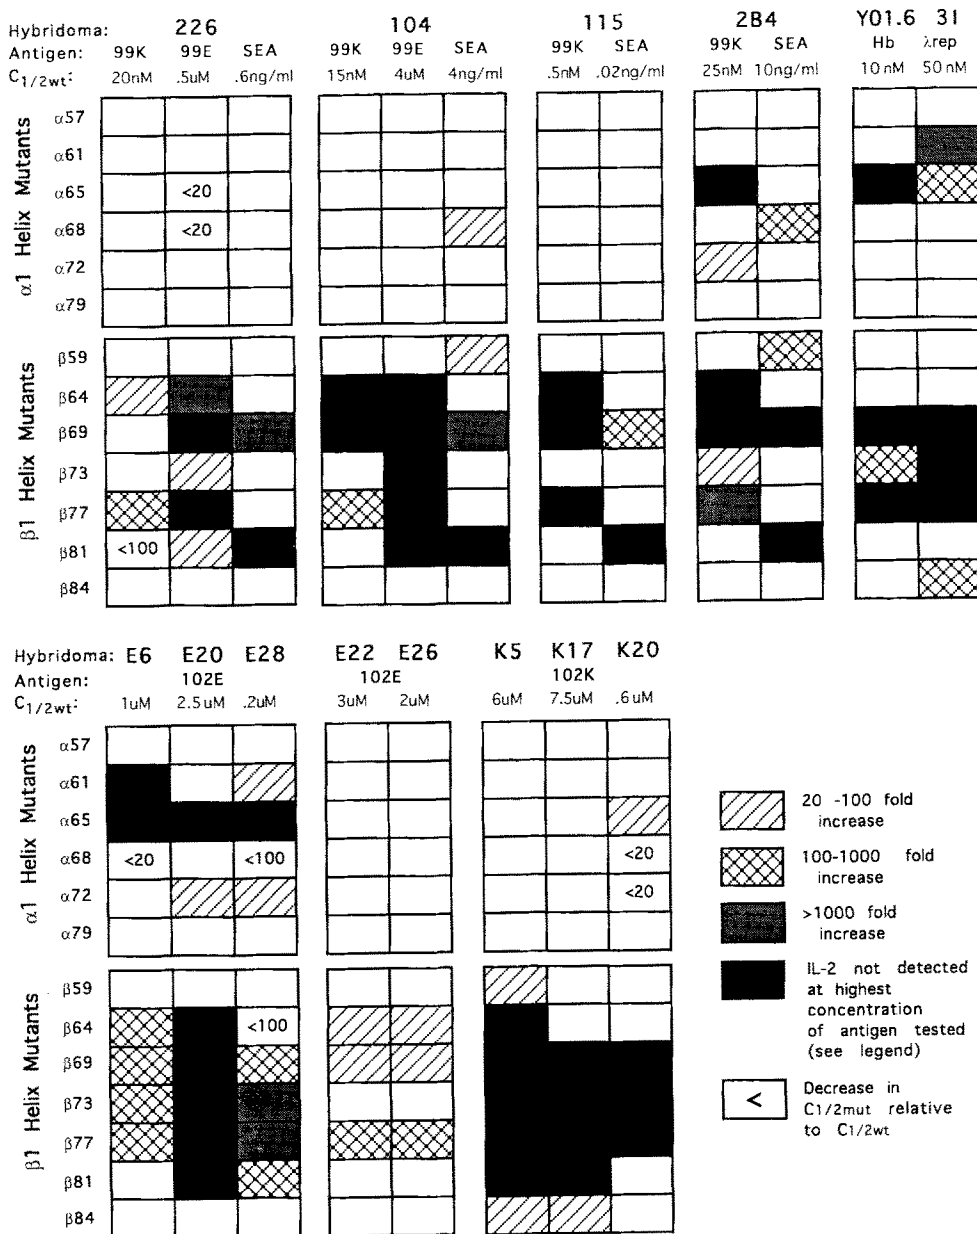 Hybridoma: 226 104 115 2B4 Y01.6 3I
Antigen: 99K 99E SEA 99K 99E SEA 99K SEA 99K SEA Hb λrep
C1/2wt: 20nM .5uM .6ng/ml 15nM 4uM 4ng/ml .5nM .02ng/ml 25nM 10ng/ml 10nM 50nM
α1 Helix Mutants
α57
α61
α65 <20
α68 <20
α72
α79
β1 Helix Mutants
β59
β64
β69
β73
β77
β81 <100
β84
Hybridoma: E6 E20 E28 E22 E26 K5 K17 K20
Antigen: 102E 102E 102K
C1/2wt: 1uM 2.5uM .2uM 3uM 2uM 6uM 7.5uM .6uM
α1 Helix Mutants
α57
α61
α65
α68 <20 <100 <20
α72 <20
α79
β1 Helix Mutants
β59
β64 <100
β69
β73
β77
β81
β84
20 -100 fold
increase
100-1000 fold
increase
>1000 fold
increase
IL-2 not detected
at highest
concentration
of antigen tested
(see legend)
< Decrease in
C1/2mut relative
to C1/2wt